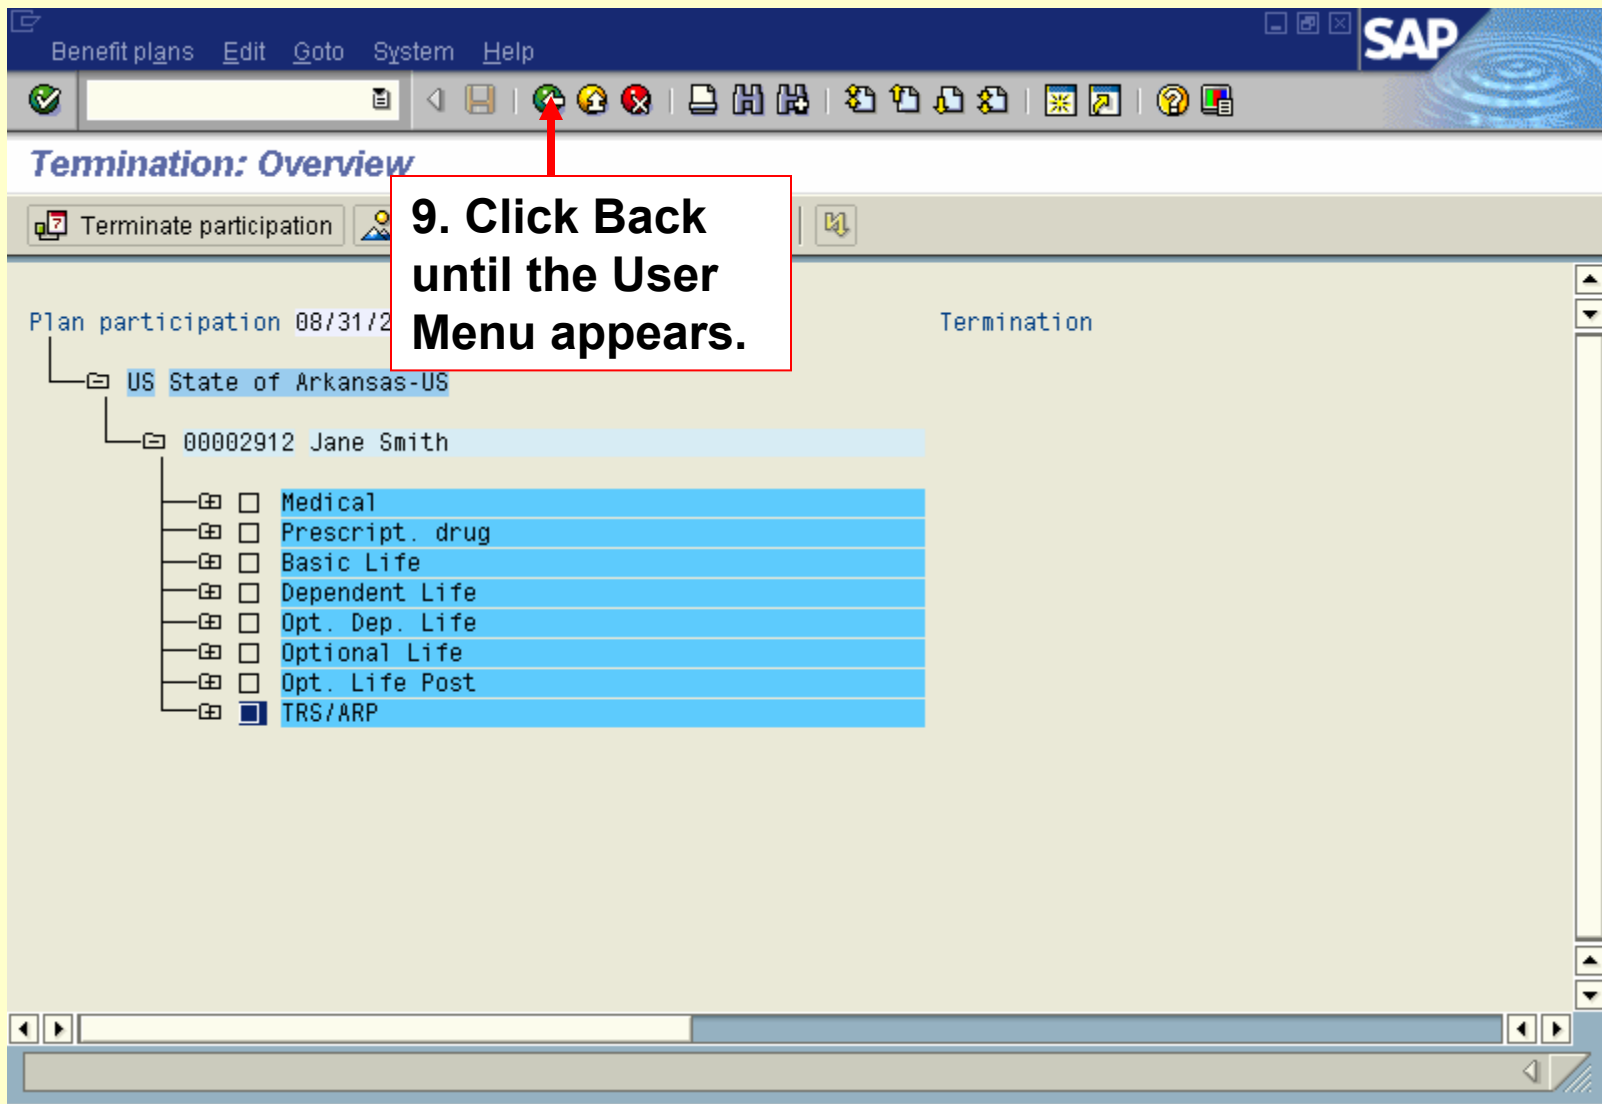 Benefit plans Edit Goto System Help
SAP
Termination: Overview
Terminate participation
9. Click Back
until the User
Menu appears.
Plan participation 08/31/2 Termination
US State of Arkansas-US
00002912 Jane Smith
Medical
Prescript. drug
Basic Life
Dependent Life
Opt. Dep. Life
Optional Life
Opt. Life Post
TRS/ARP